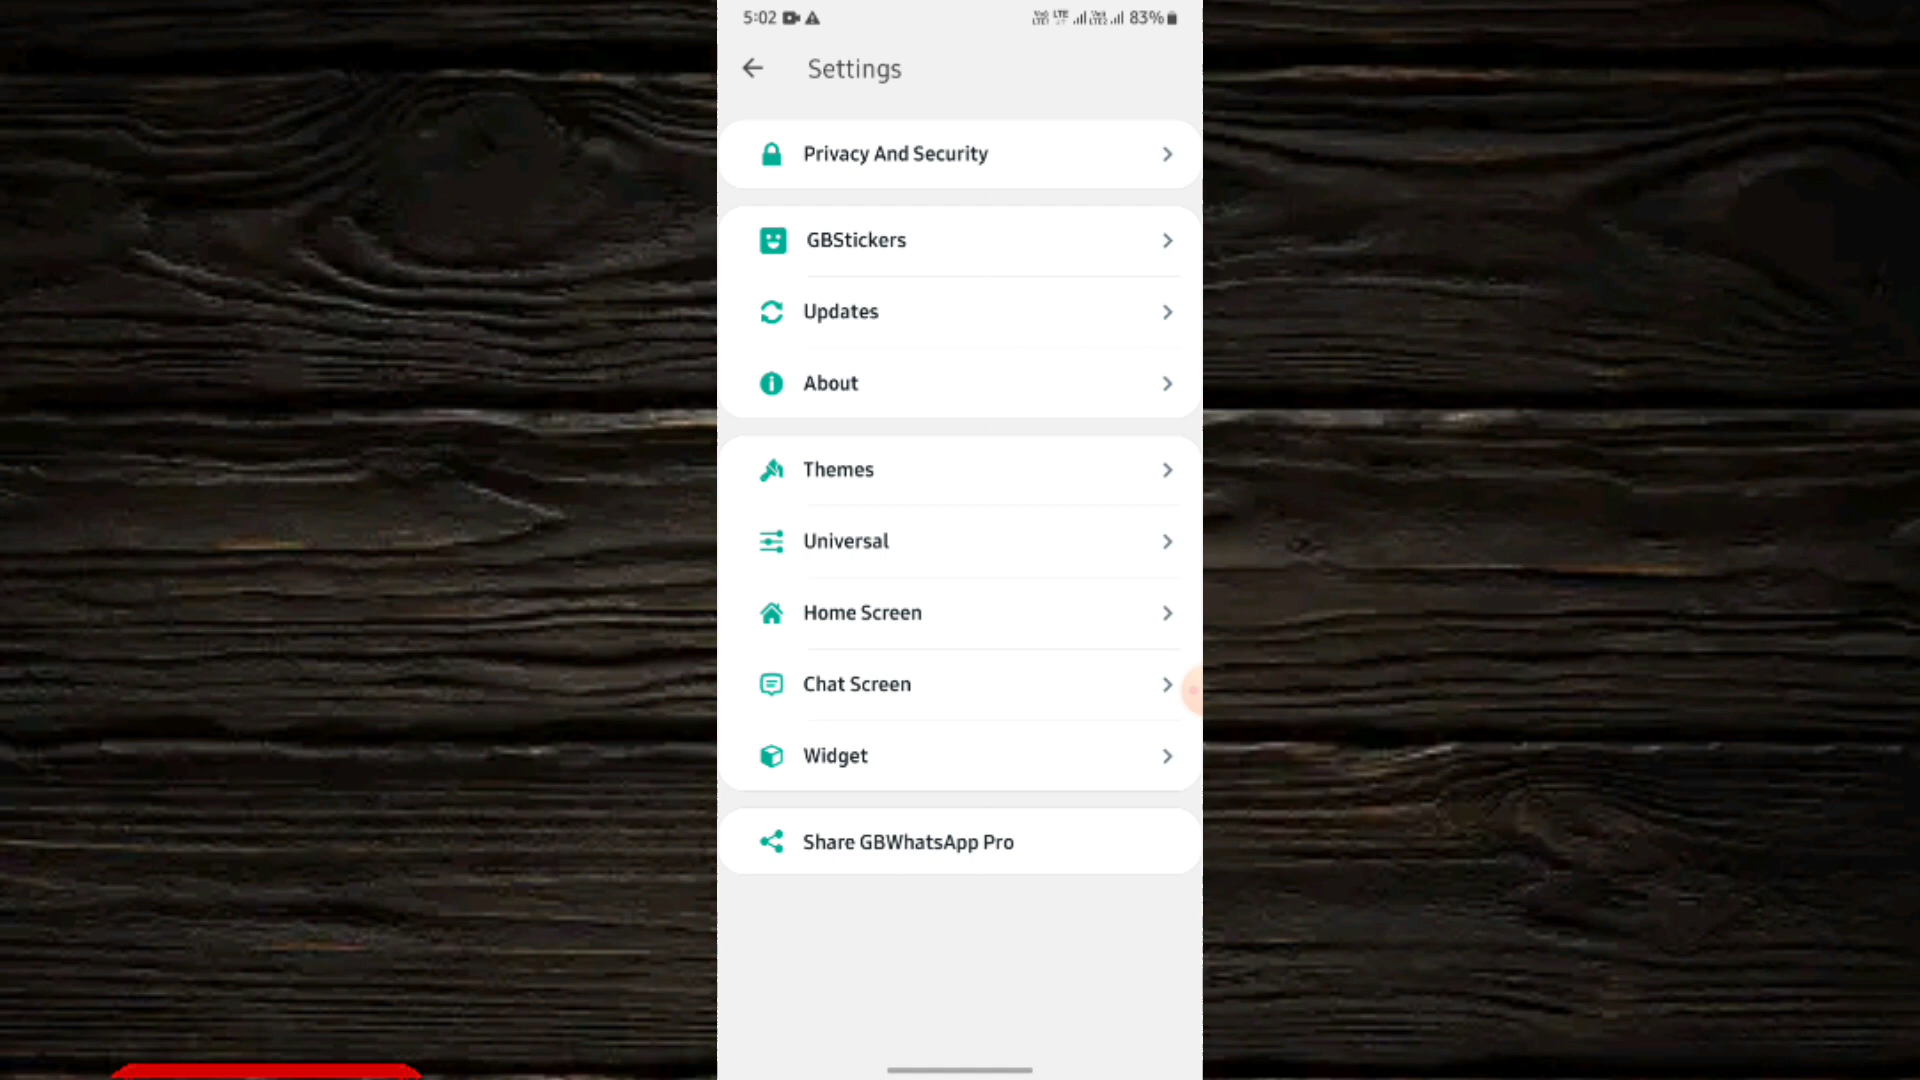 5:02 83%
Settings
Privacy And Security
GBStickers
Updates
About
Themes
Universal
Home Screen
Chat Screen
Widget
Share GBWhatsApp Pro